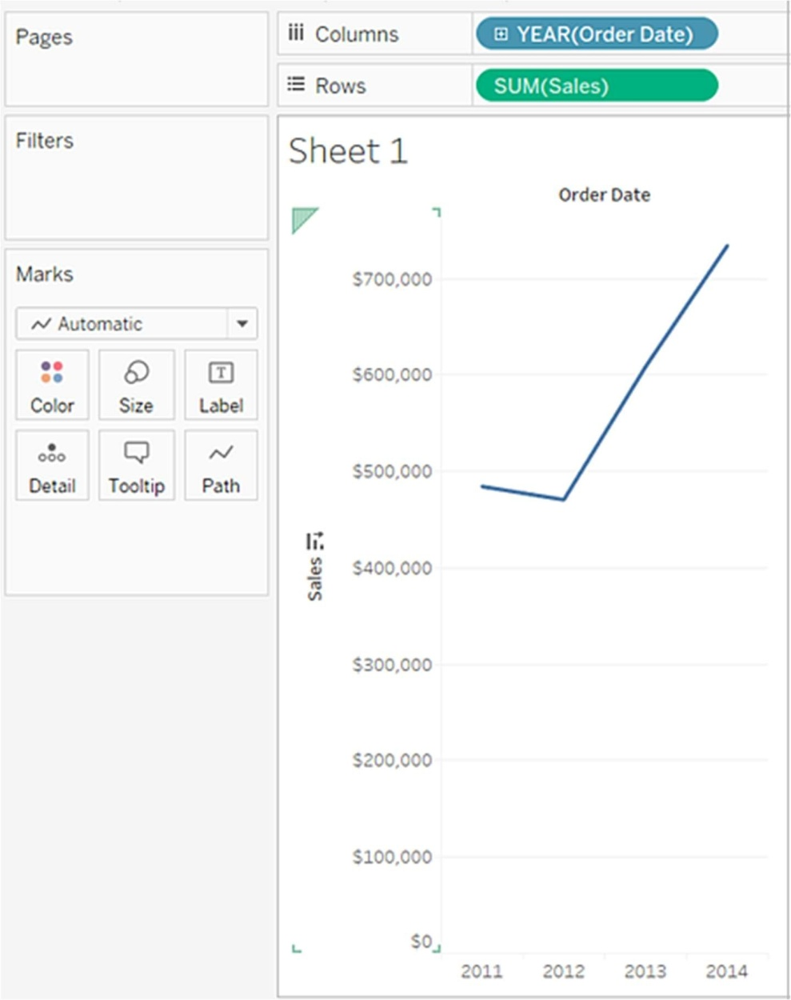 Pages
Columns
YEAR(Order Date)
Rows
SUM(Sales)
Filters
Marks
Automatic
Color
Size
Label
Detail
Tooltip
Path
Sheet 1
Order Date
$700,000
$600,000
$500,000
$400,000
$300,000
$200,000
$100,000
$0
Sales
2011 2012 2013 2014